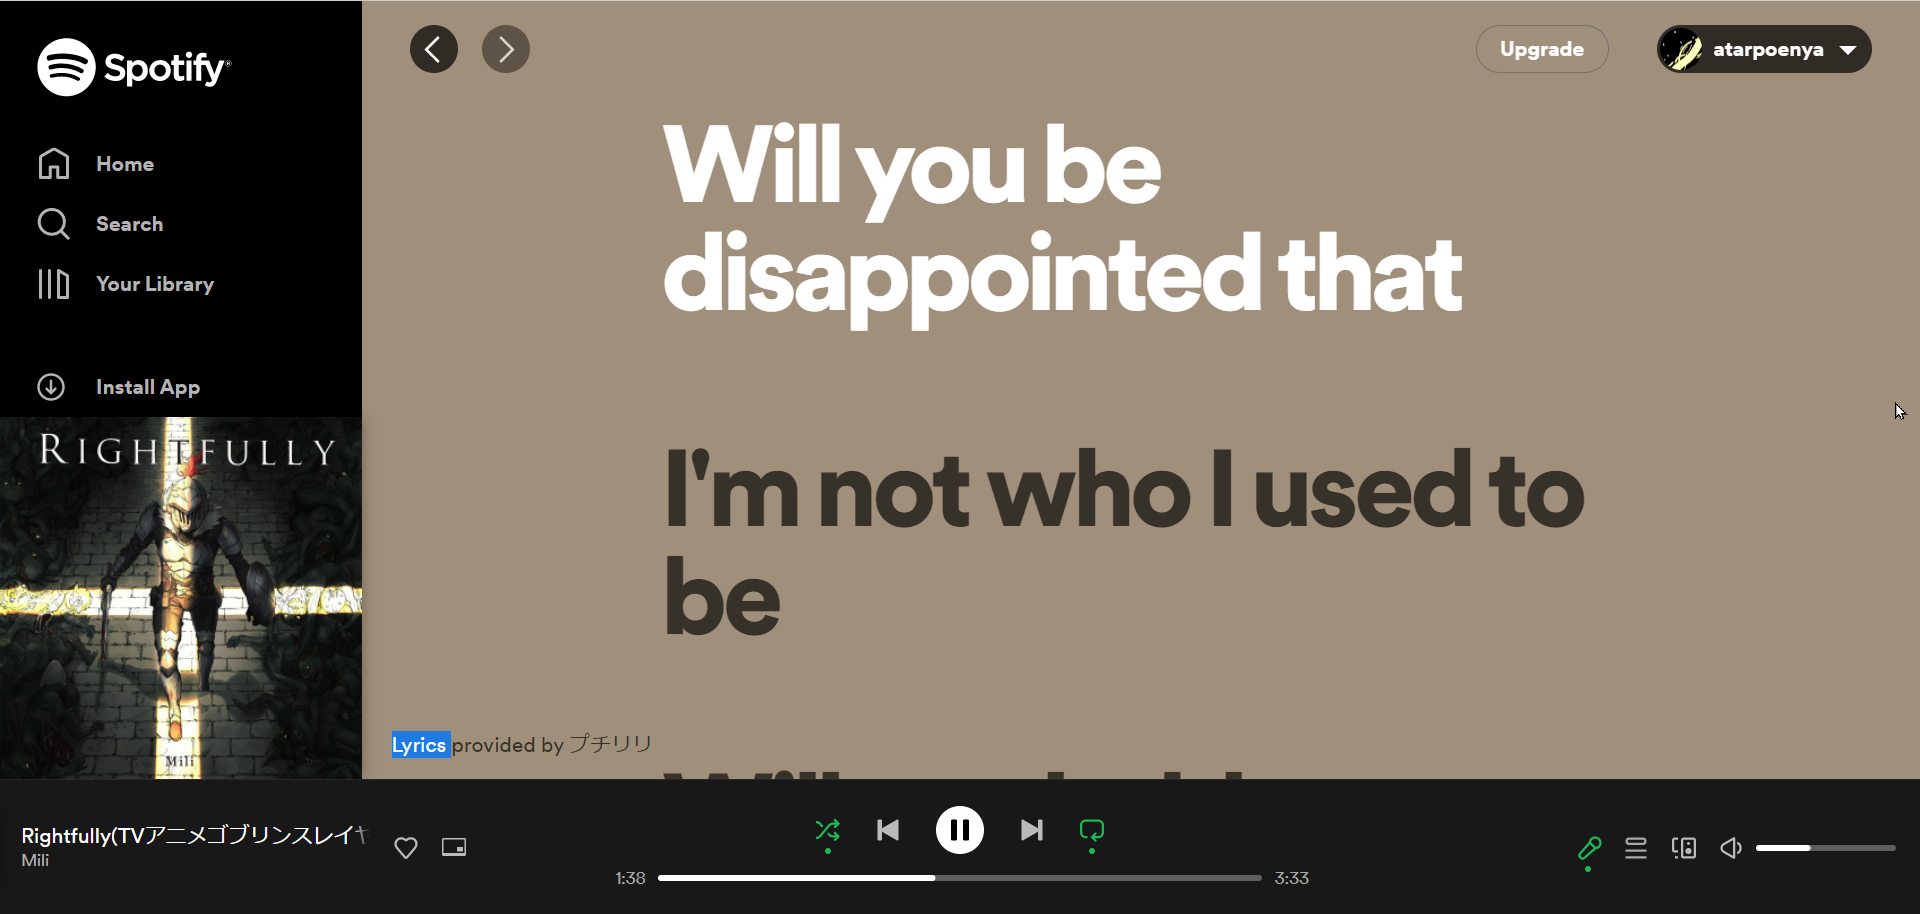 Spotify®
Home
Search
Your Library
Install App
RIGHTFULLY
Mili
Upgrade
atarpoenya
Will you be
disappointed that
I'm not who I used to
be
Lyrics provided by プチリリ
Rightfully(TVアニメゴブリンスレイ
Mili
1:38
3:33